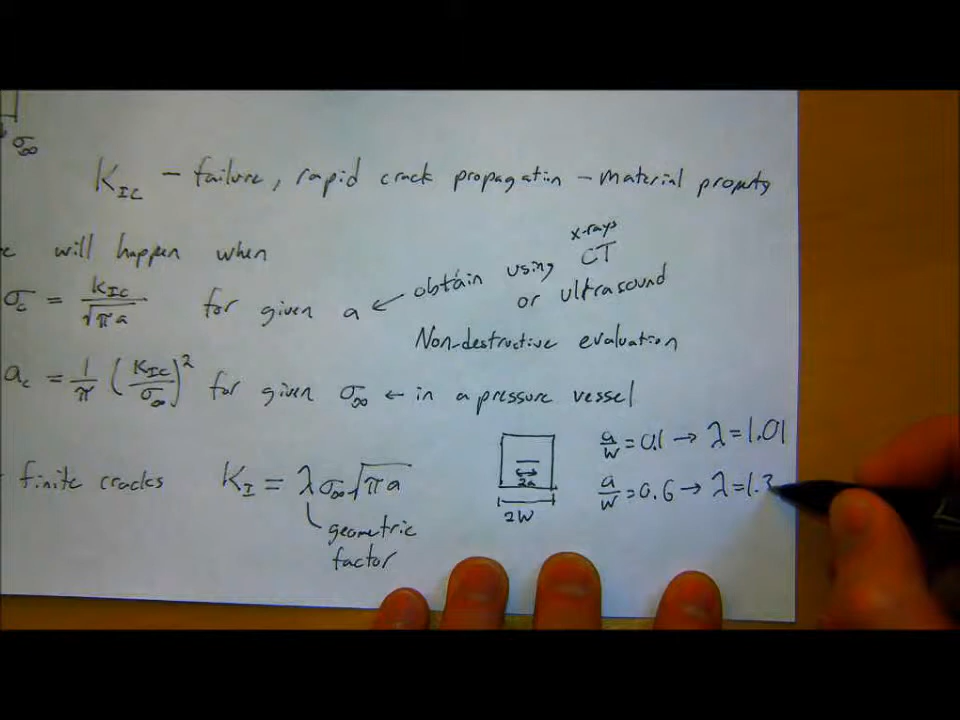 σ∞
K_IC – failure, rapid crack propagatin – material property
will happen when
x-rays
CT
σc = K_IC / √πa for given a ← obtain using or ultrasound
Non-destructive evaluation
ac = 1/π (K_IC / σ∞)² for given σ∞ ← in a pressure vessel
finite cracks K_I = λ σ∞ √πa
geometric
factor
2a
2W
a/W = 0.1 → λ = 1.01
a/W = 0.6 → λ = 1.3